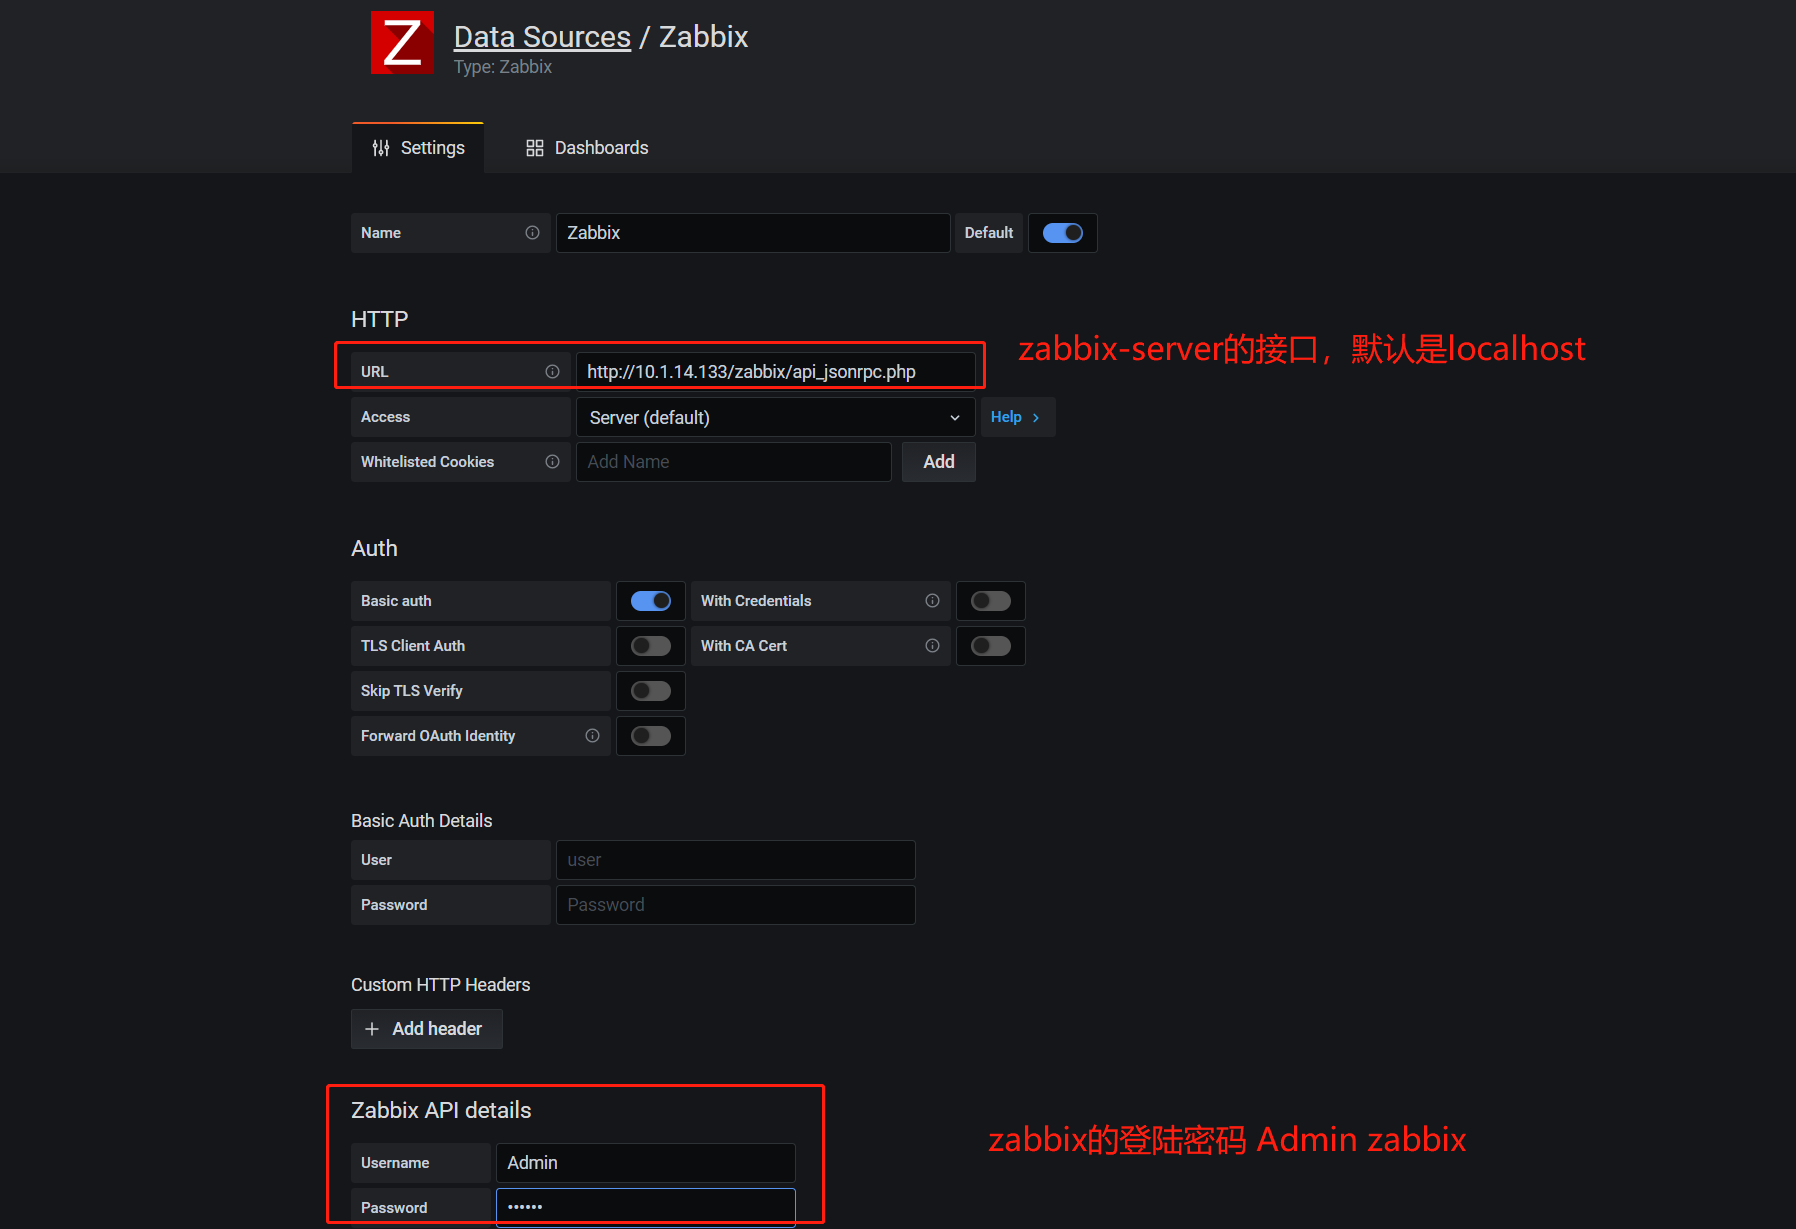 Z
Data Sources / Zabbix
Type: Zabbix
Settings
Dashboards
Name
Zabbix
Default
HTTP
zabbix-server的接口，默认是localhost
URL
http://10.1.14.133/zabbix/api_jsonrpc.php
Access
Server (default)
Help
Whitelisted Cookies
Add Name
Add
Auth
Basic auth
With Credentials
TLS Client Auth
With CA Cert
Skip TLS Verify
Forward OAuth Identity
Basic Auth Details
User
user
Password
Password
Custom HTTP Headers
Add header
Zabbix API details
zabbix的登陆密码 Admin zabbix
Username
Admin
Password
••••••